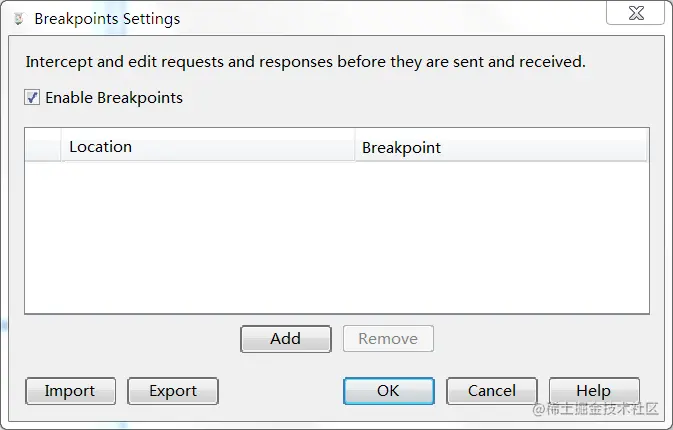 Breakpoints Settings
Intercept and edit requests and responses before they are sent and received.
Enable Breakpoints
Location Breakpoint
Add Remove
Import Export OK Cancel Help
@稀土掘金技术社区